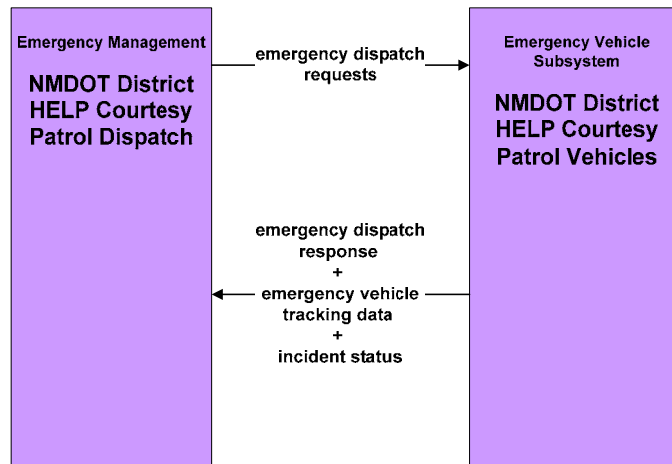 Emergency Management
NMDOT District
HELP Courtesy
Patrol Dispatch
emergency dispatch
requests
Emergency Vehicle
Subsystem
NMDOT District
HELP Courtesy
Patrol Vehicles
emergency dispatch
response
+
emergency vehicle
tracking data
+
incident status